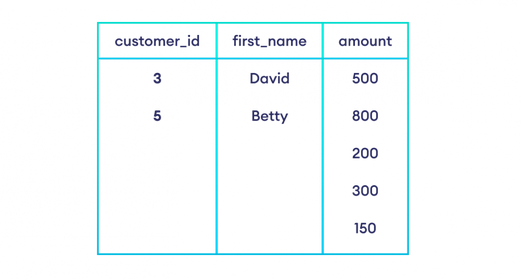 customer_id first_name amount
3 David 500
5 Betty 800
200
300
150